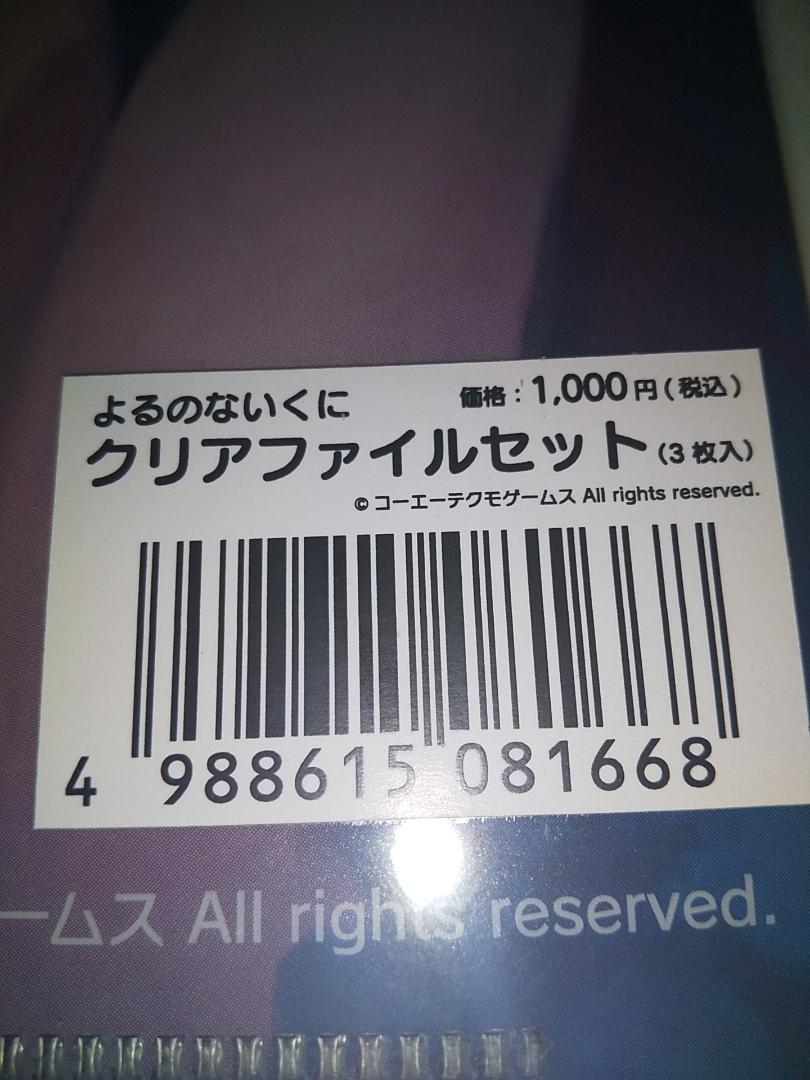 よるのないくに
価格：1,000円(税込)
クリアファイルセット(3枚入)
© コーエーテクモゲームス All rights reserved.
4 988615 081668
ームス All rights reserved.